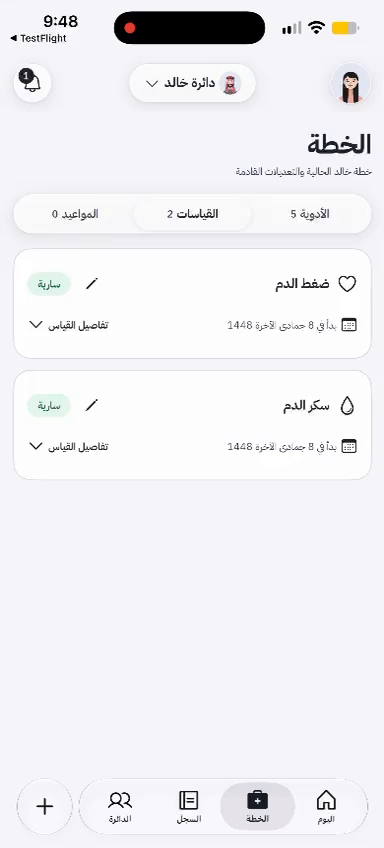 9:48
◀ TestFlight
1
دائرة خالد
الخطة
خطة خالد الحالية والتعديلات القادمة
الأدوية 5
القياسات 2
المواعيد 0
ضغط الدم
سارية
بدأ في 8 جمادى الآخرة 1448
تفاصيل القياس
سكر الدم
سارية
بدأ في 8 جمادى الآخرة 1448
تفاصيل القياس
اليوم
الخطة
السجل
الدائرة